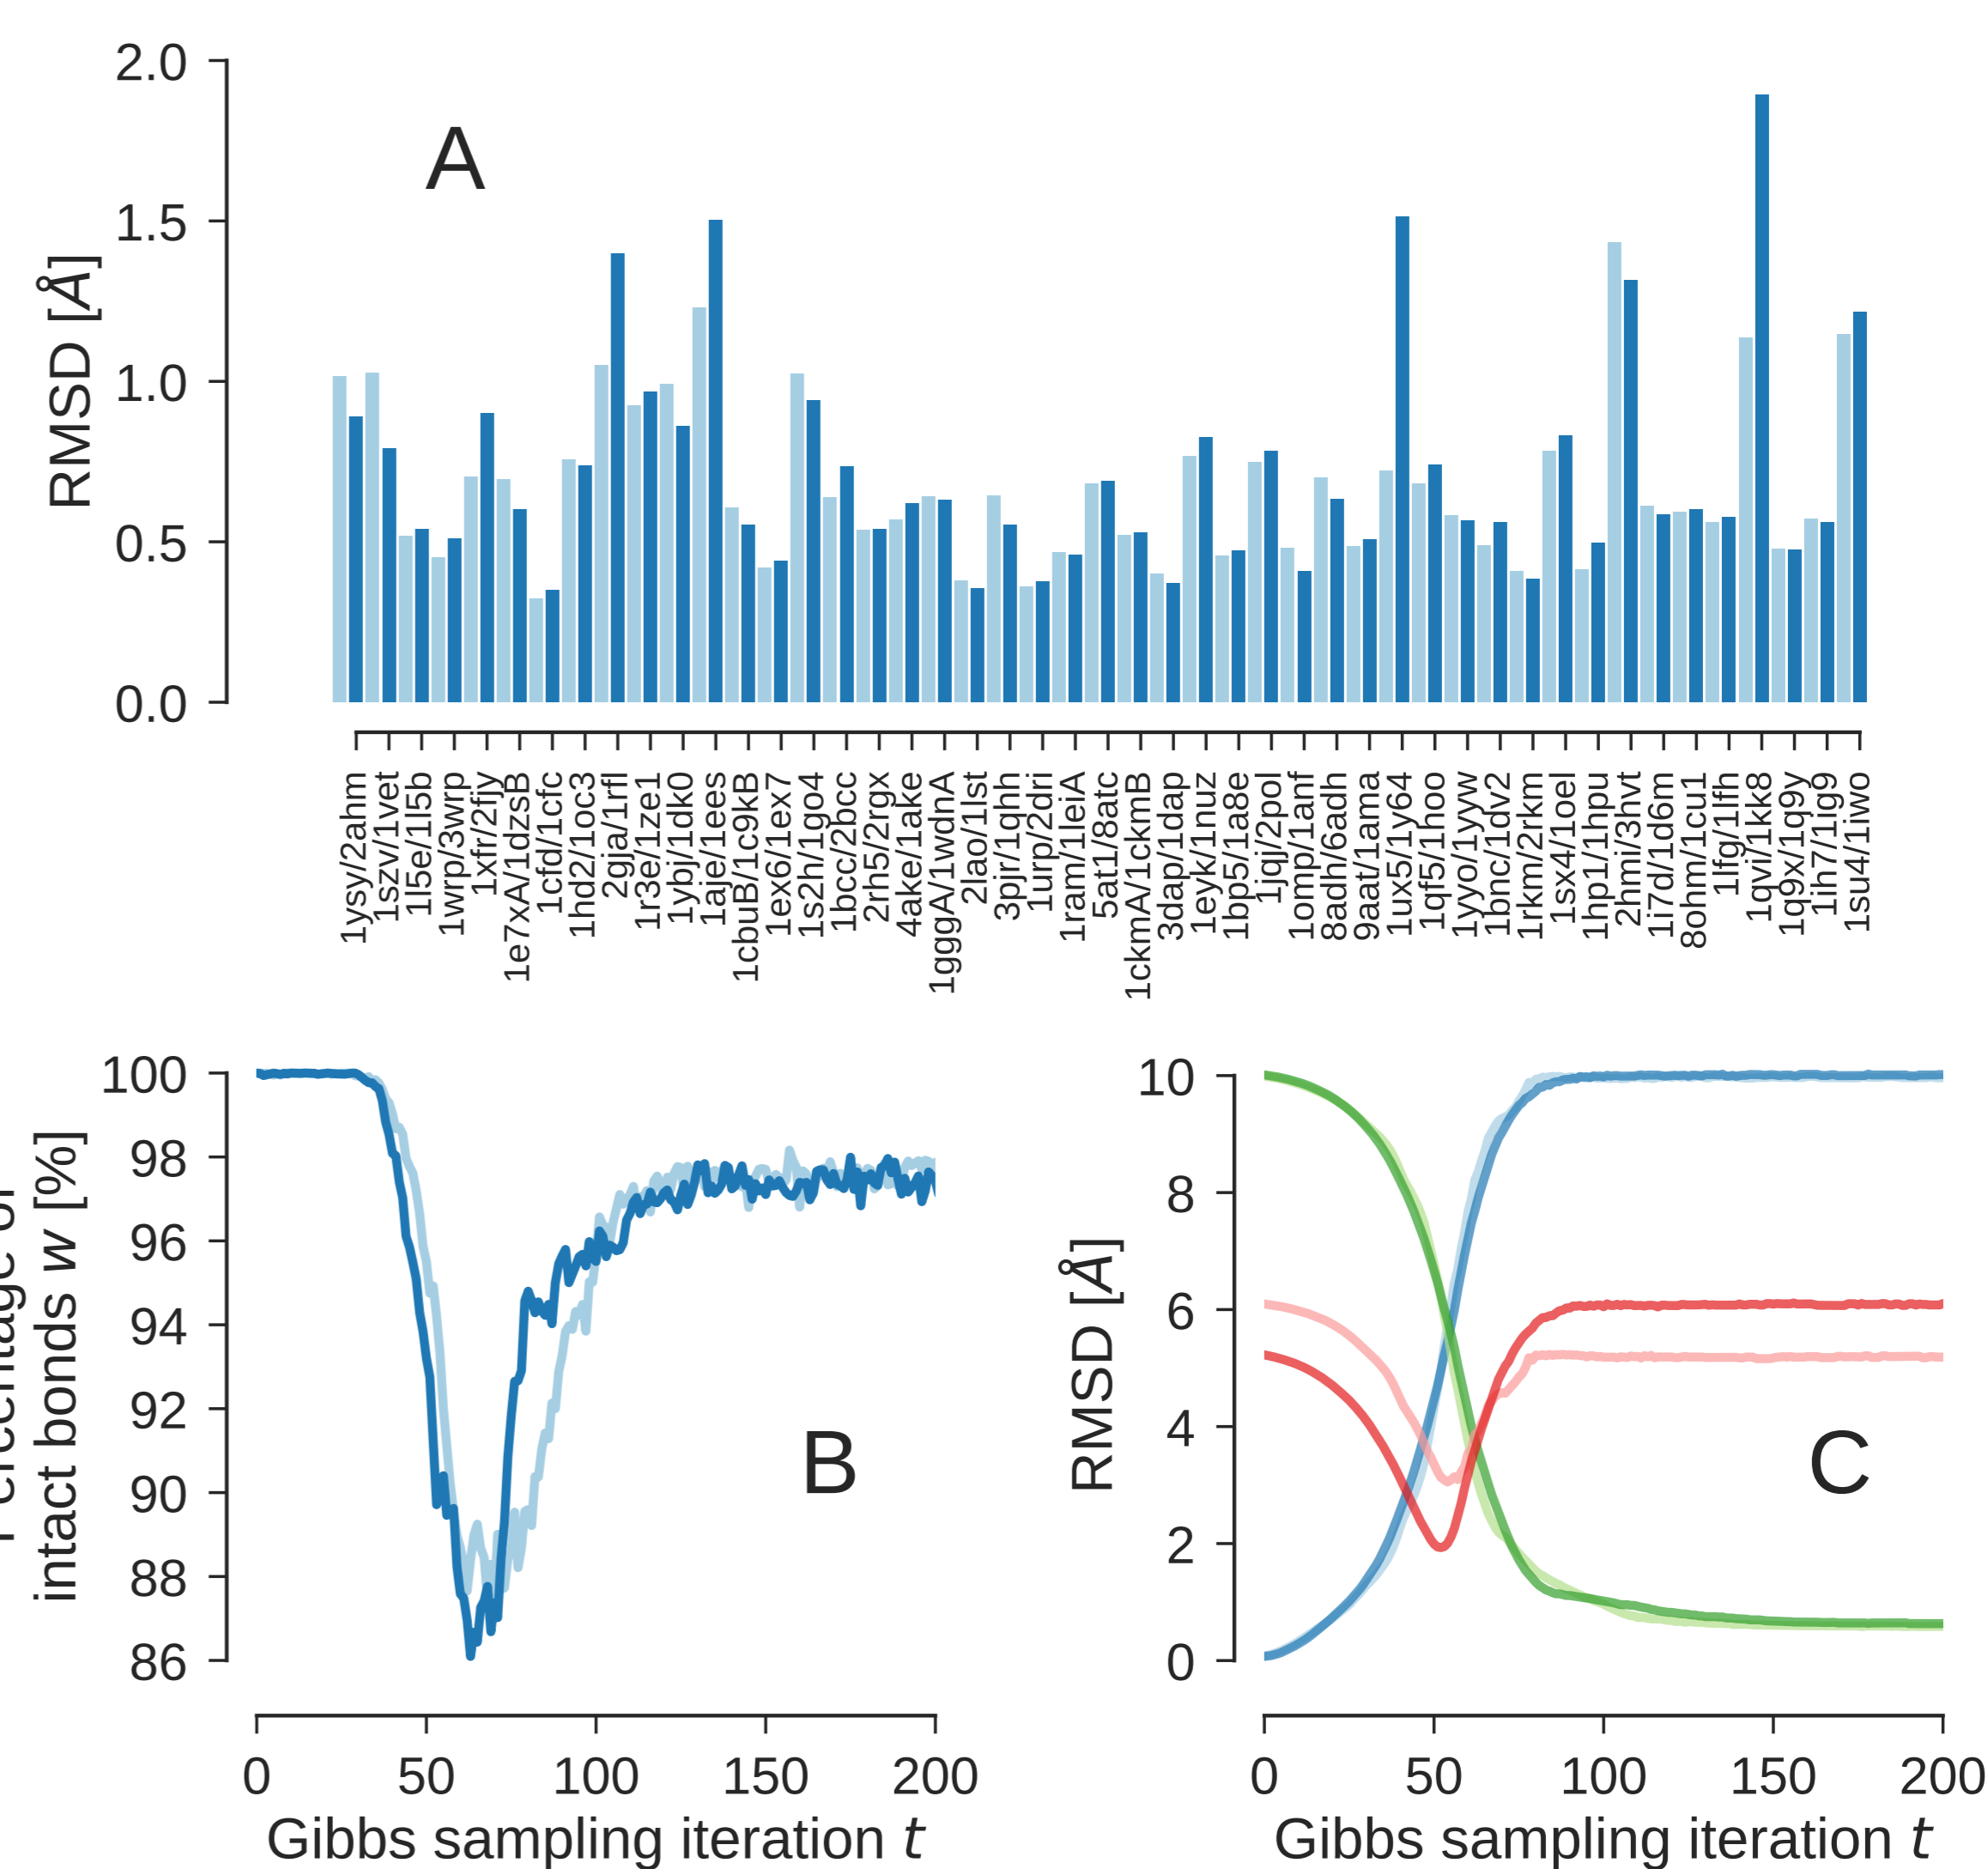 2.0
1.5
1.0
0.5
0.0
RMSD [Å]
A
1ysy/2ahm
1szv/1vet
1l5e/1l5b
1wrp/3wrp
1xfr/2fjy
1e7xA/1dzsB
1cfd/1cfc
1hd2/1oc3
2gja/1rfl
1r3e/1ze1
1ybj/1dk0
1aje/1ees
1cbuB/1c9kB
1ex6/1ex7
1s2h/1go4
1bcc/2bcc
2rh5/2rgx
4ake/1ake
1gggA/1wdnA
2lao/1lst
3pjr/1qhh
1urp/2dri
1ram/1leiA
5at1/8atc
1ckmA/1ckmB
3dap/1dap
1eyk/1nuz
1bp5/1a8e
1jqj/2pol
1omp/1anf
8adh/6adh
9aat/1ama
1ux5/1y64
1qf5/1hoo
1yyo/1yyw
1bnc/1dv2
1rkm/2rkm
1sx4/1oel
1hp1/1hpu
2hmi/3hvt
1i7d/1d6m
8ohm/1cu1
1lfg/1lfh
1qvi/1kk8
1q9x/1q9y
1ih7/1ig9
1su4/1iwo
100
98
96
94
92
90
88
86
Percentage of
intact bonds w [%]
B
0 50 100 150 200
Gibbs sampling iteration t
10
8
6
4
2
0
RMSD [Å]
C
0 50 100 150 200
Gibbs sampling iteration t